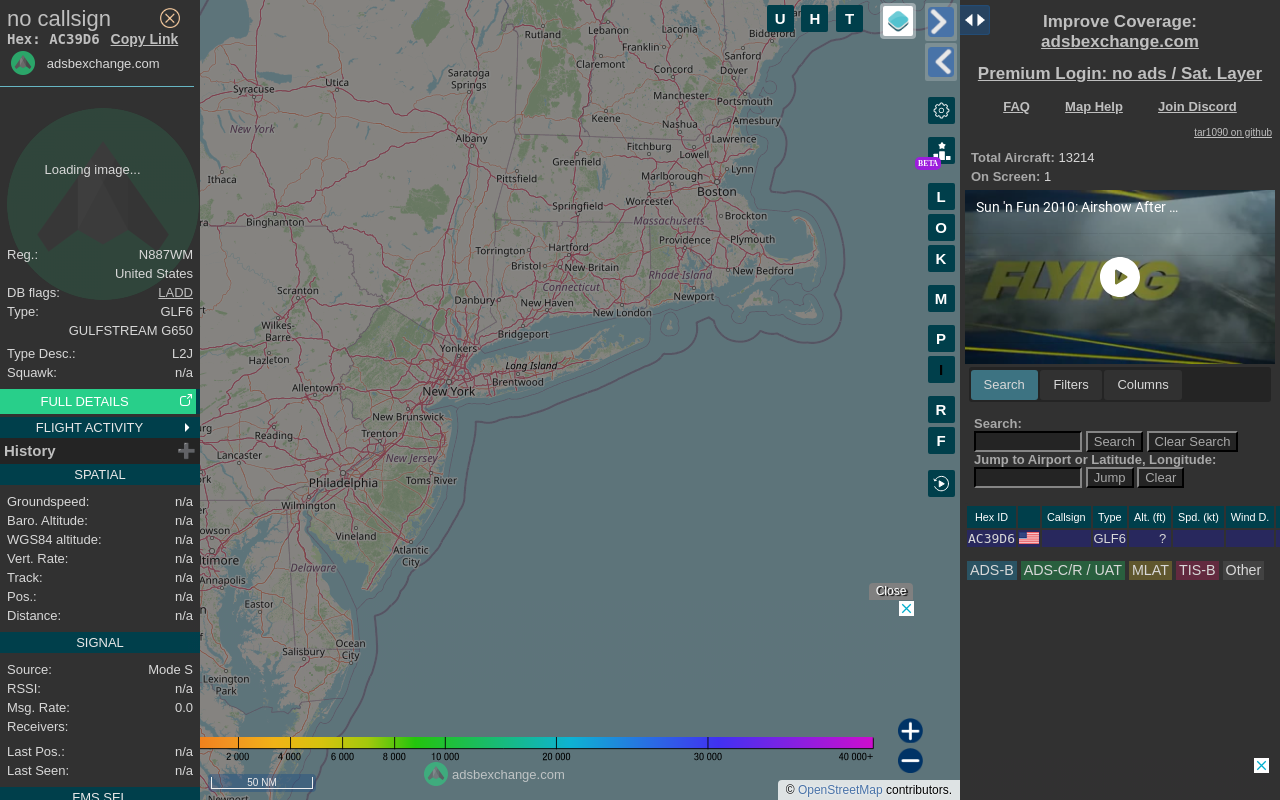 no callsign
Hex: AC39D6 Copy Link
adsbexchange.com
Loading image...
Reg.: N887WM
United States
DB flags: LADD
Type: GLF6
GULFSTREAM G650
Type Desc.: L2J
Squawk: n/a
FULL DETAILS
FLIGHT ACTIVITY
History
SPATIAL
Groundspeed: n/a
Baro. Altitude: n/a
WGS84 altitude: n/a
Vert. Rate: n/a
Track: n/a
Pos.: n/a
Distance: n/a
SIGNAL
Source: Mode S
RSSI: n/a
Msg. Rate: 0.0
Receivers:
Last Pos.: n/a
Last Seen: n/a
FMS SEL
U H T
Rutland
Lebanon
Laconia
Biddeford
Franklin
Claremont
Sanford
Concord
Dover
Saratoga
Springs
Utica
Syracuse
Manchester
Portsmouth
Keene
Nashua
Amesbury
New York
Albany
Lawrence
Fitchburg
Greenfield
Lowell
Ithaca
Pittsfield
Marlborough
Lynn
Boston
Worcester
Springfield
Binghamton
Massachusetts
Brockton
Torrington
Hartford
Providence
Plymouth
Bristol
New Britain
Rhode Island
New Bedford
Connecticut
Scranton
Danbury
New Haven
Newport
New London
Wilkes-
Barre
Bridgeport
Yonkers
Hazleton
Long Island
Brentwood
Allentown
New York
New Brunswick
Reading
Trenton
Lancaster
New Jersey
Philadelphia
Toms River
Wilmington
Vineland
Atlantic
City
Annapolis
Delaware
Easton
Ocean
City
Salisbury
Lexington
Park
BETA
L
O
K
M
P
I
R
F
Close
2 000 4 000 6 000 8 000 10 000 20 000 30 000 40 000+
adsbexchange.com
50 NM
© OpenStreetMap contributors.
Improve Coverage:
adsbexchange.com
Premium Login: no ads / Sat. Layer
FAQ Map Help Join Discord
tar1090 on github
Total Aircraft: 13214
On Screen: 1
Sun 'n Fun 2010: Airshow After ...
FLYING
Search Filters Columns
Search:
Search Clear Search
Jump to Airport or Latitude, Longitude:
Jump Clear
Hex ID Callsign Type Alt. (ft) Spd. (kt) Wind D.
AC39D6 GLF6 ?
ADS-B ADS-C/R / UAT MLAT TIS-B Other